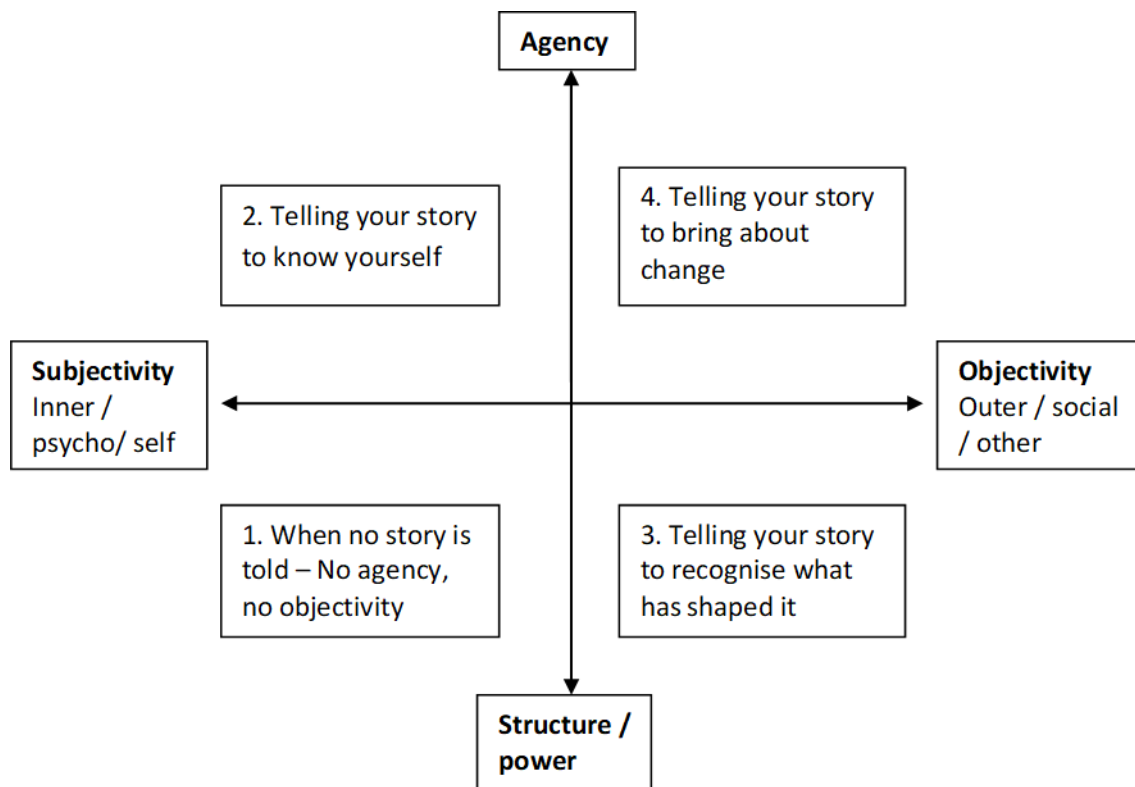 Agency
2. Telling your story
to know yourself
4. Telling your story
to bring about
change
Subjectivity
Inner /
psycho/ self
Objectivity
Outer / social
/ other
1. When no story is
told – No agency,
no objectivity
3. Telling your story
to recognise what
has shaped it
Structure /
power